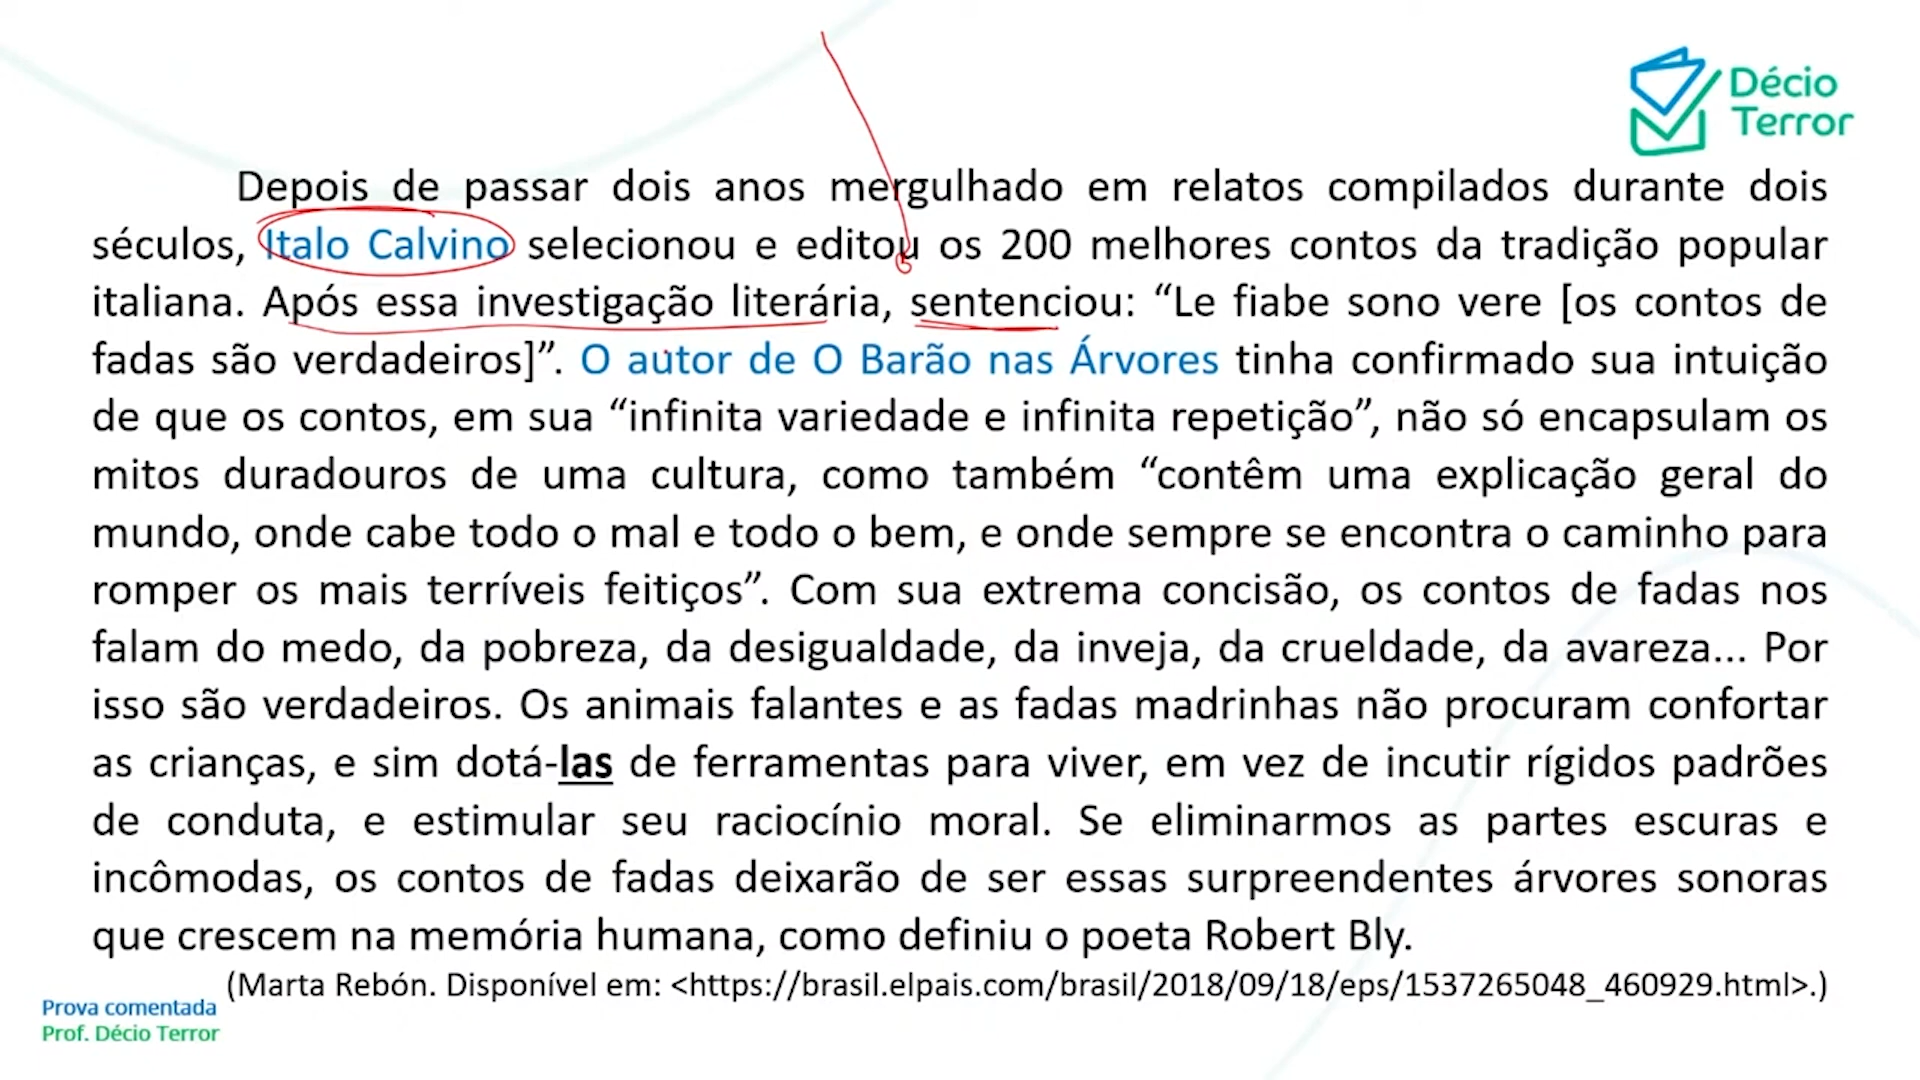 Décio
Terror
Depois de passar dois anos mergulhado em relatos compilados durante dois
séculos, Italo Calvino selecionou e editou os 200 melhores contos da tradição popular
italiana. Após essa investigação literária, sentenciou: “Le fiabe sono vere [os contos de
fadas são verdadeiros]”. O autor de O Barão nas Árvores tinha confirmado sua intuição
de que os contos, em sua “infinita variedade e infinita repetição”, não só encapsulam os
mitos duradouros de uma cultura, como também “contêm uma explicação geral do
mundo, onde cabe todo o mal e todo o bem, e onde sempre se encontra o caminho para
romper os mais terríveis feitiços”. Com sua extrema concisão, os contos de fadas nos
falam do medo, da pobreza, da desigualdade, da inveja, da crueldade, da avareza... Por
isso são verdadeiros. Os animais falantes e as fadas madrinhas não procuram confortar
as crianças, e sim dotá-las de ferramentas para viver, em vez de incutir rígidos padrões
de conduta, e estimular seu raciocínio moral. Se eliminarmos as partes escuras e
incômodas, os contos de fadas deixarão de ser essas surpreendentes árvores sonoras
que crescem na memória humana, como definiu o poeta Robert Bly.
(Marta Rebón. Disponível em: <https://brasil.elpais.com/brasil/2018/09/18/eps/1537265048_460929.html>.)
Prova comentada
Prof. Décio Terror